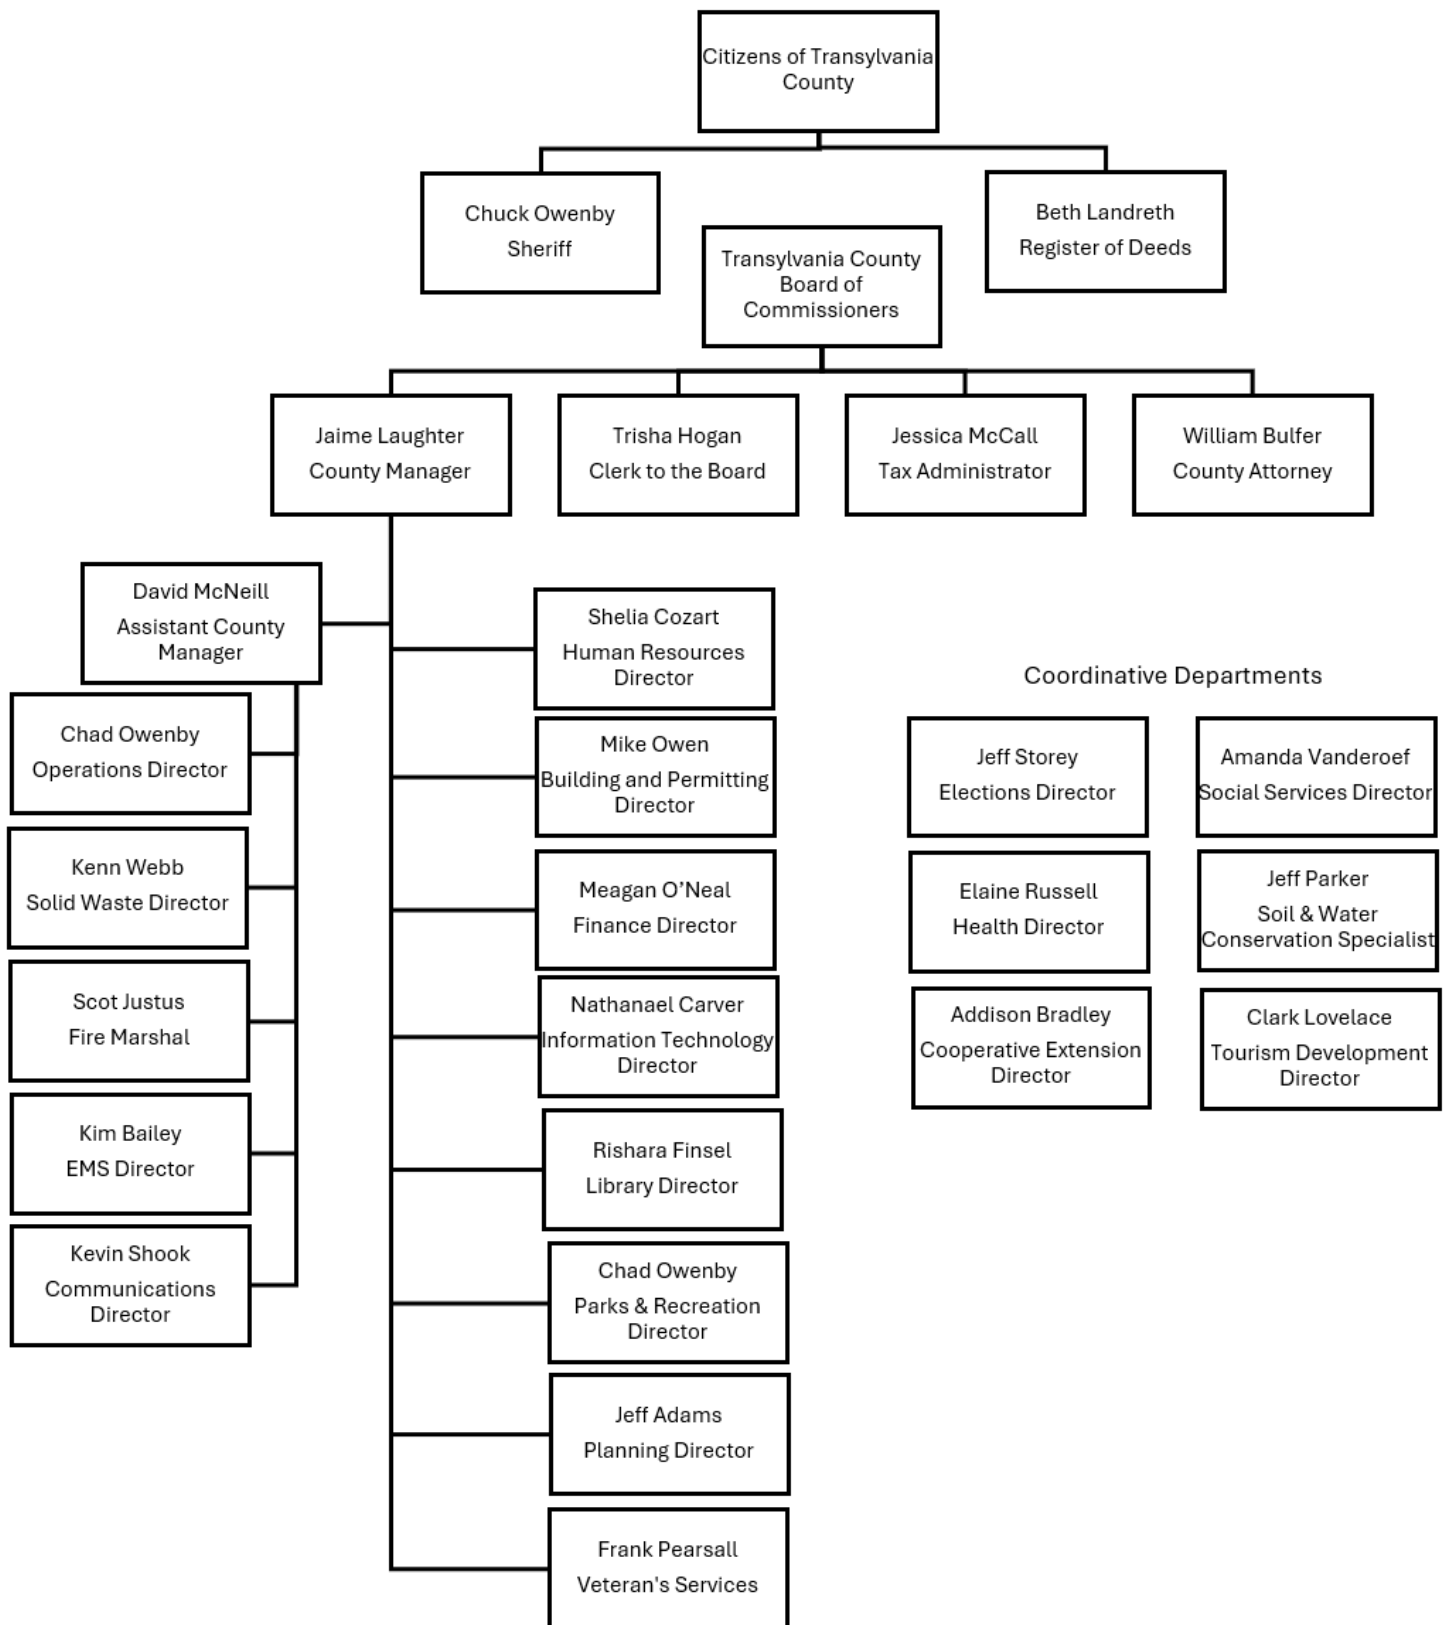 Citizens of Transylvania
County
Chuck Owenby
Sheriff
Beth Landreth
Register of Deeds
Transylvania County
Board of
Commissioners
Jaime Laughter
County Manager
Trisha Hogan
Clerk to the Board
Jessica McCall
Tax Administrator
William Bulfer
County Attorney
David McNeill
Assistant County
Manager
Chad Owenby
Operations Director
Kenn Webb
Solid Waste Director
Scot Justus
Fire Marshal
Kim Bailey
EMS Director
Kevin Shook
Communications
Director
Shelia Cozart
Human Resources
Director
Mike Owen
Building and Permitting
Director
Meagan O’Neal
Finance Director
Nathanael Carver
Information Technology
Director
Rishara Finsel
Library Director
Chad Owenby
Parks & Recreation
Director
Jeff Adams
Planning Director
Frank Pearsall
Veteran's Services
Coordinative Departments
Jeff Storey
Elections Director
Amanda Vanderoef
Social Services Director
Elaine Russell
Health Director
Jeff Parker
Soil & Water
Conservation Specialist
Addison Bradley
Cooperative Extension
Director
Clark Lovelace
Tourism Development
Director